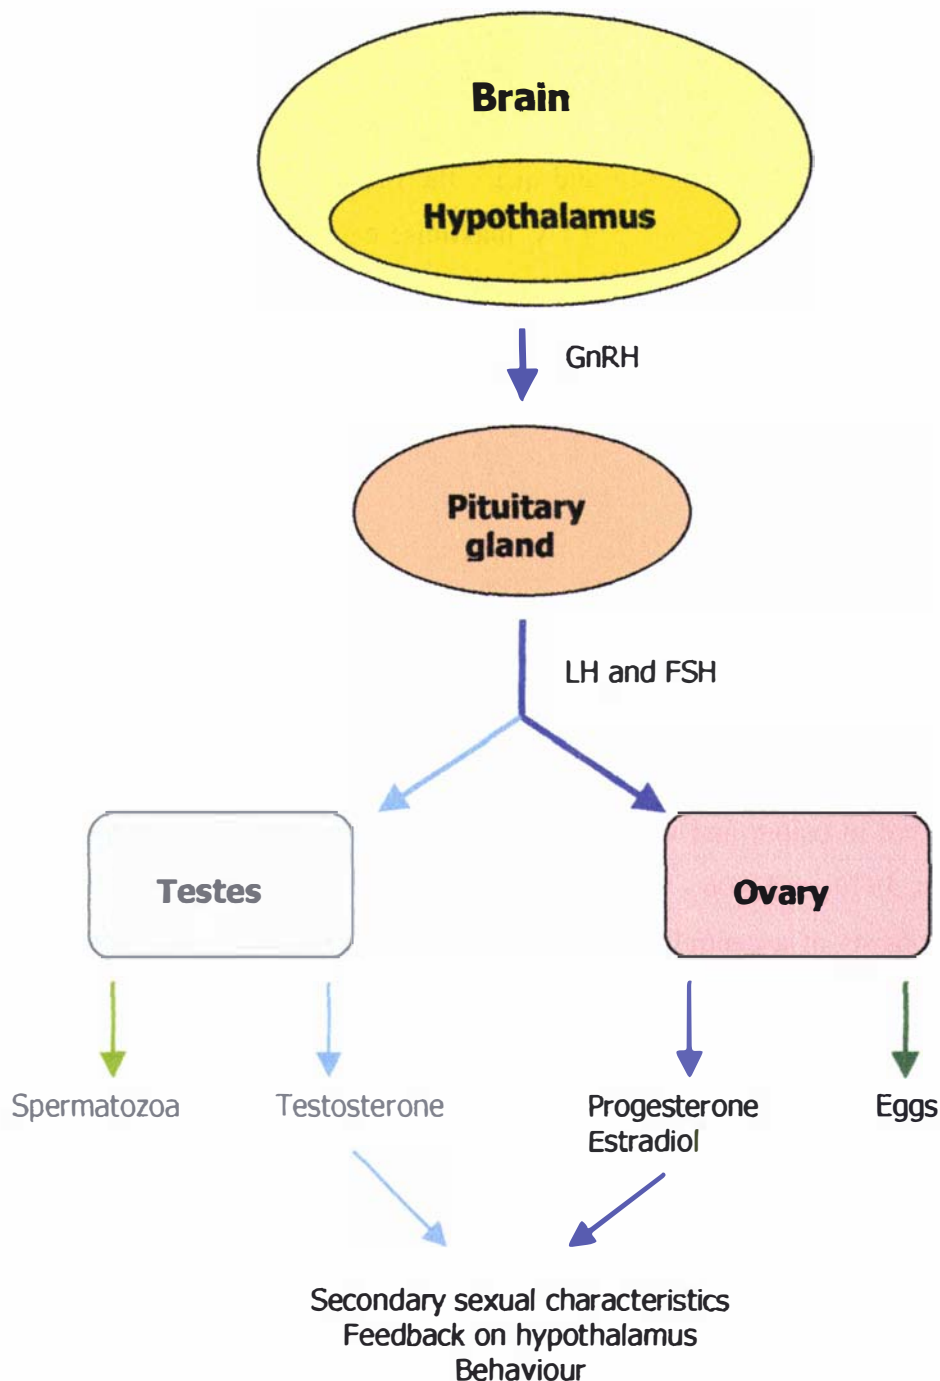 Brain
Hypothalamus
GnRH
Pituitary
gland
LH and FSH
Testes
Ovary
Spermatozoa
Testosterone
Progesterone
Estradiol
Eggs
Secondary sexual characteristics
Feedback on hypothalamus
Behaviour